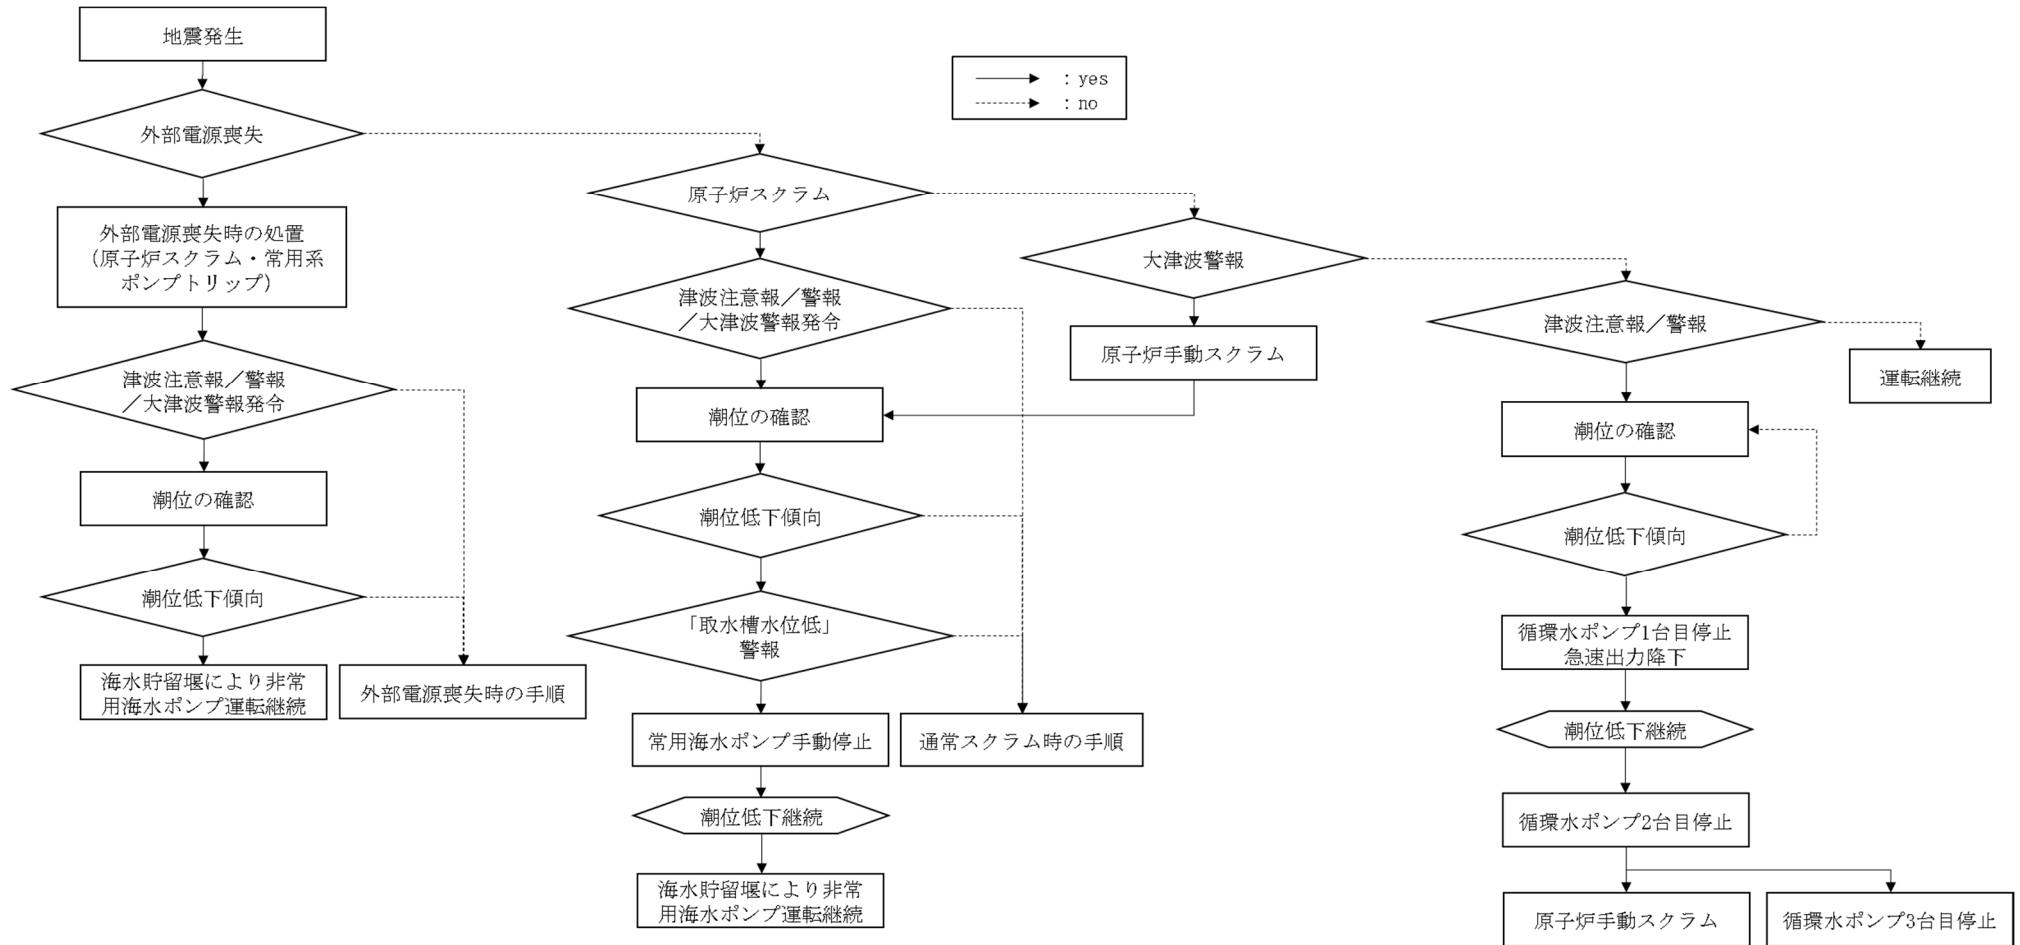 地震発生
外部電源喪失
外部電源喪失時の処置
(原子炉スクラム・常用系
ポンプトリップ)
津波注意報/警報
/大津波警報発令
潮位の確認
潮位低下傾向
海水貯留堰により非常
用海水ポンプ運転継続
外部電源喪失時の手順
:yes
:no
原子炉スクラム
津波注意報/警報
/大津波警報発令
潮位の確認
潮位低下傾向
「取水槽水位低」
警報
常用海水ポンプ手動停止
潮位低下継続
海水貯留堰により非常
用海水ポンプ運転継続
通常スクラム時の手順
大津波警報
原子炉手動スクラム
津波注意報/警報
運転継続
潮位の確認
潮位低下傾向
循環水ポンプ1台目停止
急速出力降下
潮位低下継続
循環水ポンプ2台目停止
原子炉手動スクラム
循環水ポンプ3台目停止